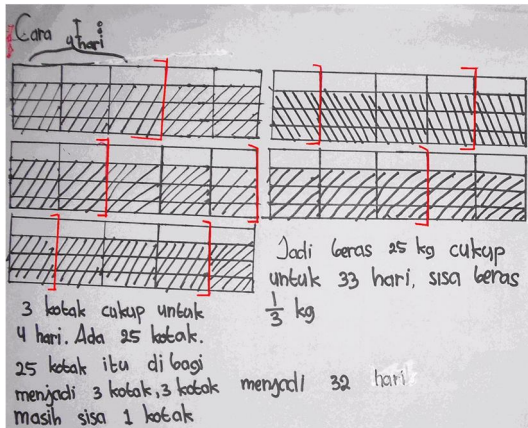 Cara I:
4 hari
Jadi beras 25 kg cukup
untuk 33 hari, sisa beras
1/3 kg
3 kotak cukup untuk
4 hari. Ada 25 kotak.
25 kotak itu di bagi
menjadi 3 kotak, 3 kotak menjadi 32 hari
masih sisa 1 kotak